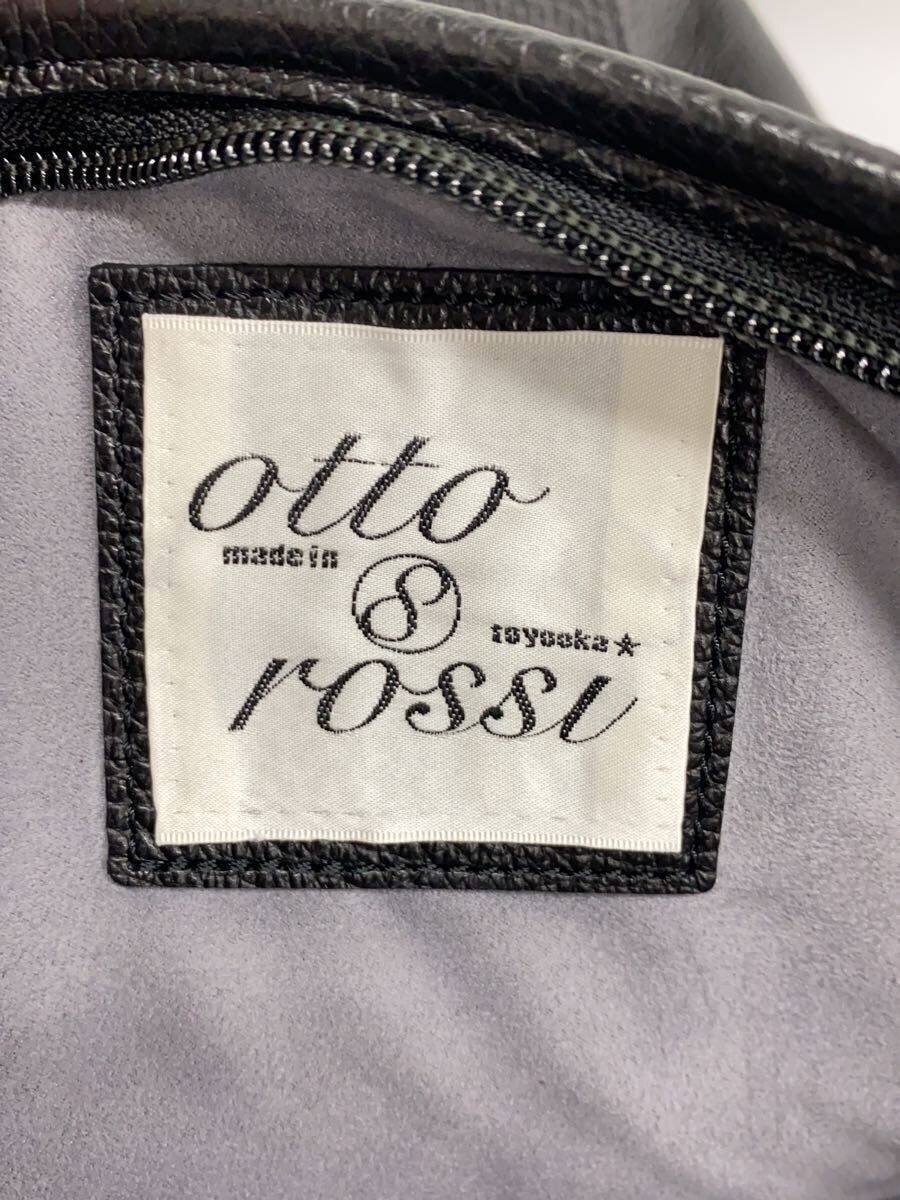 otto
made in
8
toyooka★
rossi